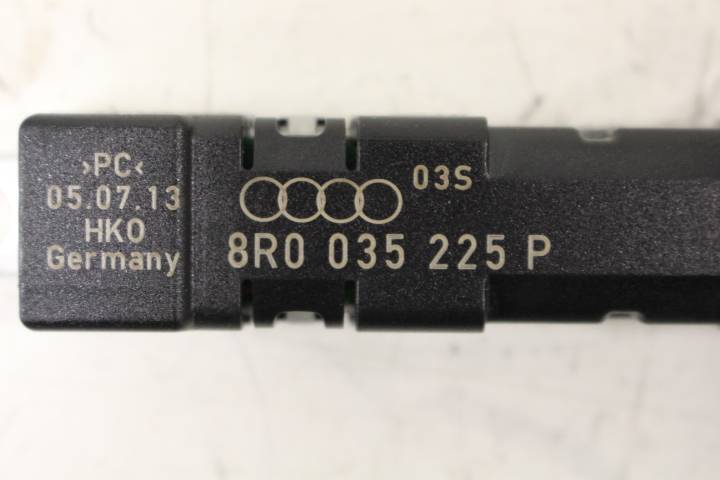 ›PC‹
05.07.13
HKO
Germany
03S
8R0 035 225 P